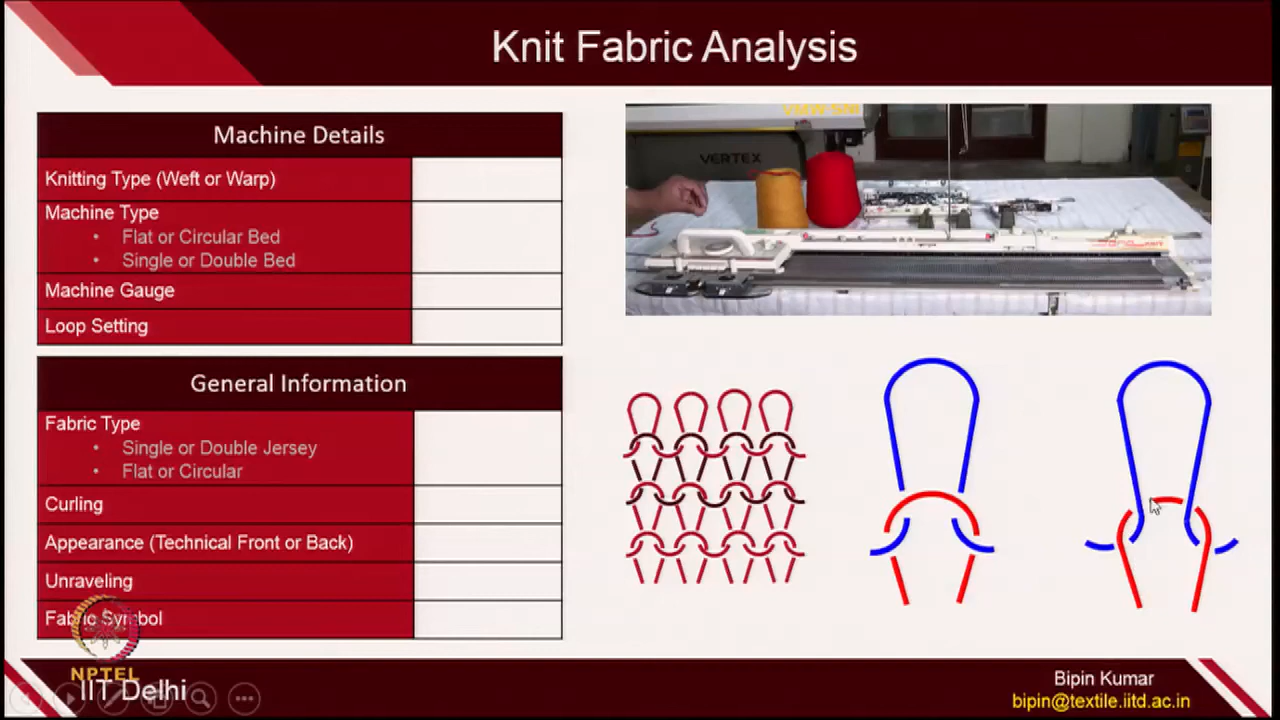 Knit Fabric Analysis
Machine Details
Knitting Type (Weft or Warp)
Machine Type
• Flat or Circular Bed
• Single or Double Bed
Machine Gauge
Loop Setting
General Information
Fabric Type
• Single or Double Jersey
• Flat or Circular
Curling
Appearance (Technical Front or Back)
Unraveling
Fabric Symbol
VERTEX
NPTEL
IIT Delhi
Bipin Kumar
bipin@textile.iitd.ac.in